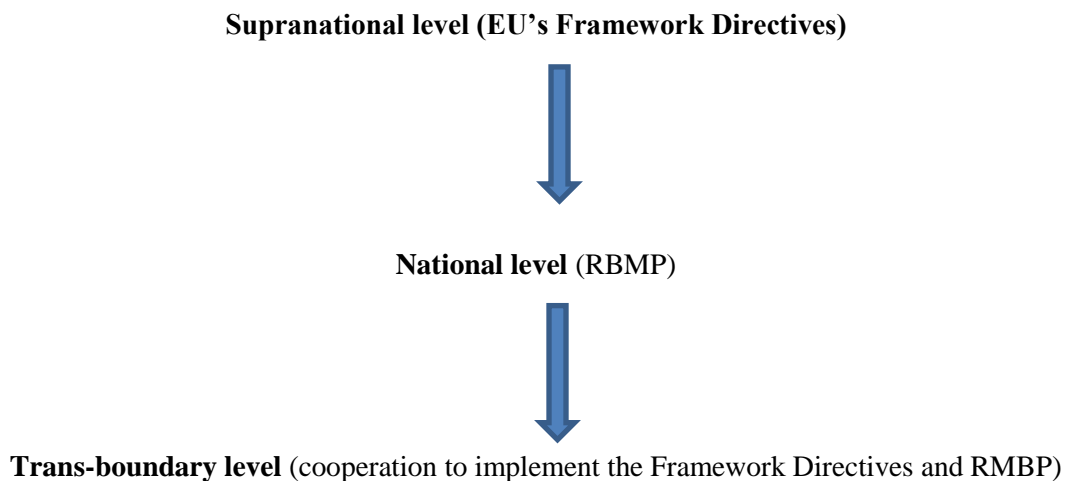 Supranational level (EU's Framework Directives)
National level (RBMP)
Trans-boundary level (cooperation to implement the Framework Directives and RMBP)